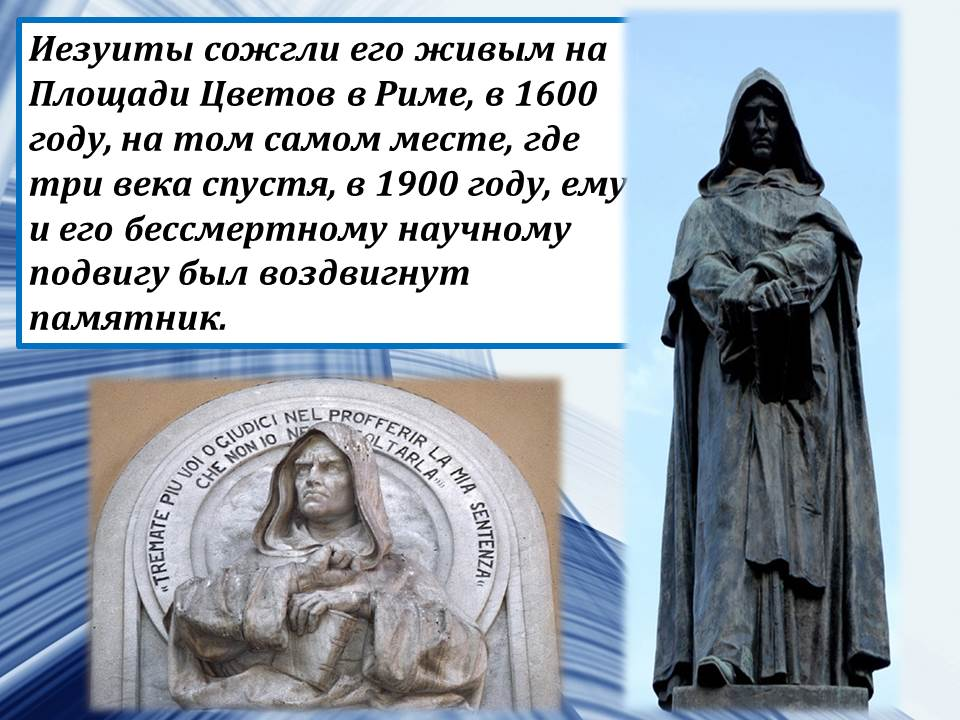 Иезуиты сожгли его живым на
Площади Цветов в Риме, в 1600
году, на том самом месте, где
три века спустя, в 1900 году, ему
и его бессмертному научному
подвигу был воздвигнут
памятник.
"TREMATE PIU VOI O GIUDICI NEL PROFFERIR LA MIA SENTENZA
CHE NON IO NE OLTARLA"